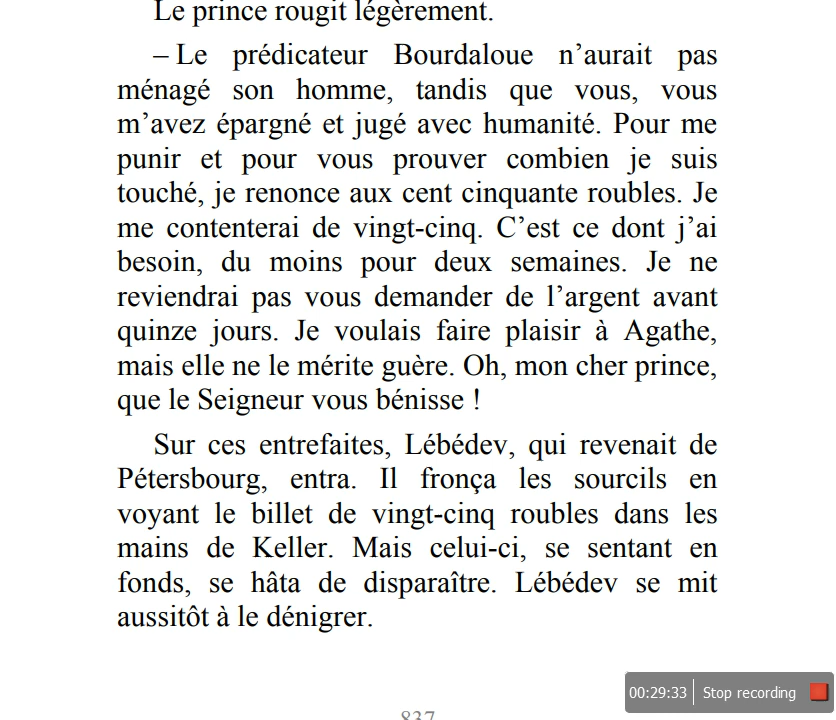 Le prince rougit légèrement.
– Le prédicateur Bourdaloue n’aurait pas
ménagé son homme, tandis que vous, vous
m’avez épargné et jugé avec humanité. Pour me
punir et pour vous prouver combien je suis
touché, je renonce aux cent cinquante roubles. Je
me contenterai de vingt-cinq. C’est ce dont j’ai
besoin, du moins pour deux semaines. Je ne
reviendrai pas vous demander de l’argent avant
quinze jours. Je voulais faire plaisir à Agathe,
mais elle ne le mérite guère. Oh, mon cher prince,
que le Seigneur vous bénisse !
Sur ces entrefaites, Lébédev, qui revenait de
Pétersbourg, entra. Il fronça les sourcils en
voyant le billet de vingt-cinq roubles dans les
mains de Keller. Mais celui-ci, se sentant en
fonds, se hâta de disparaître. Lébédev se mit
aussitôt à le dénigrer.
00:29:33 Stop recording
837